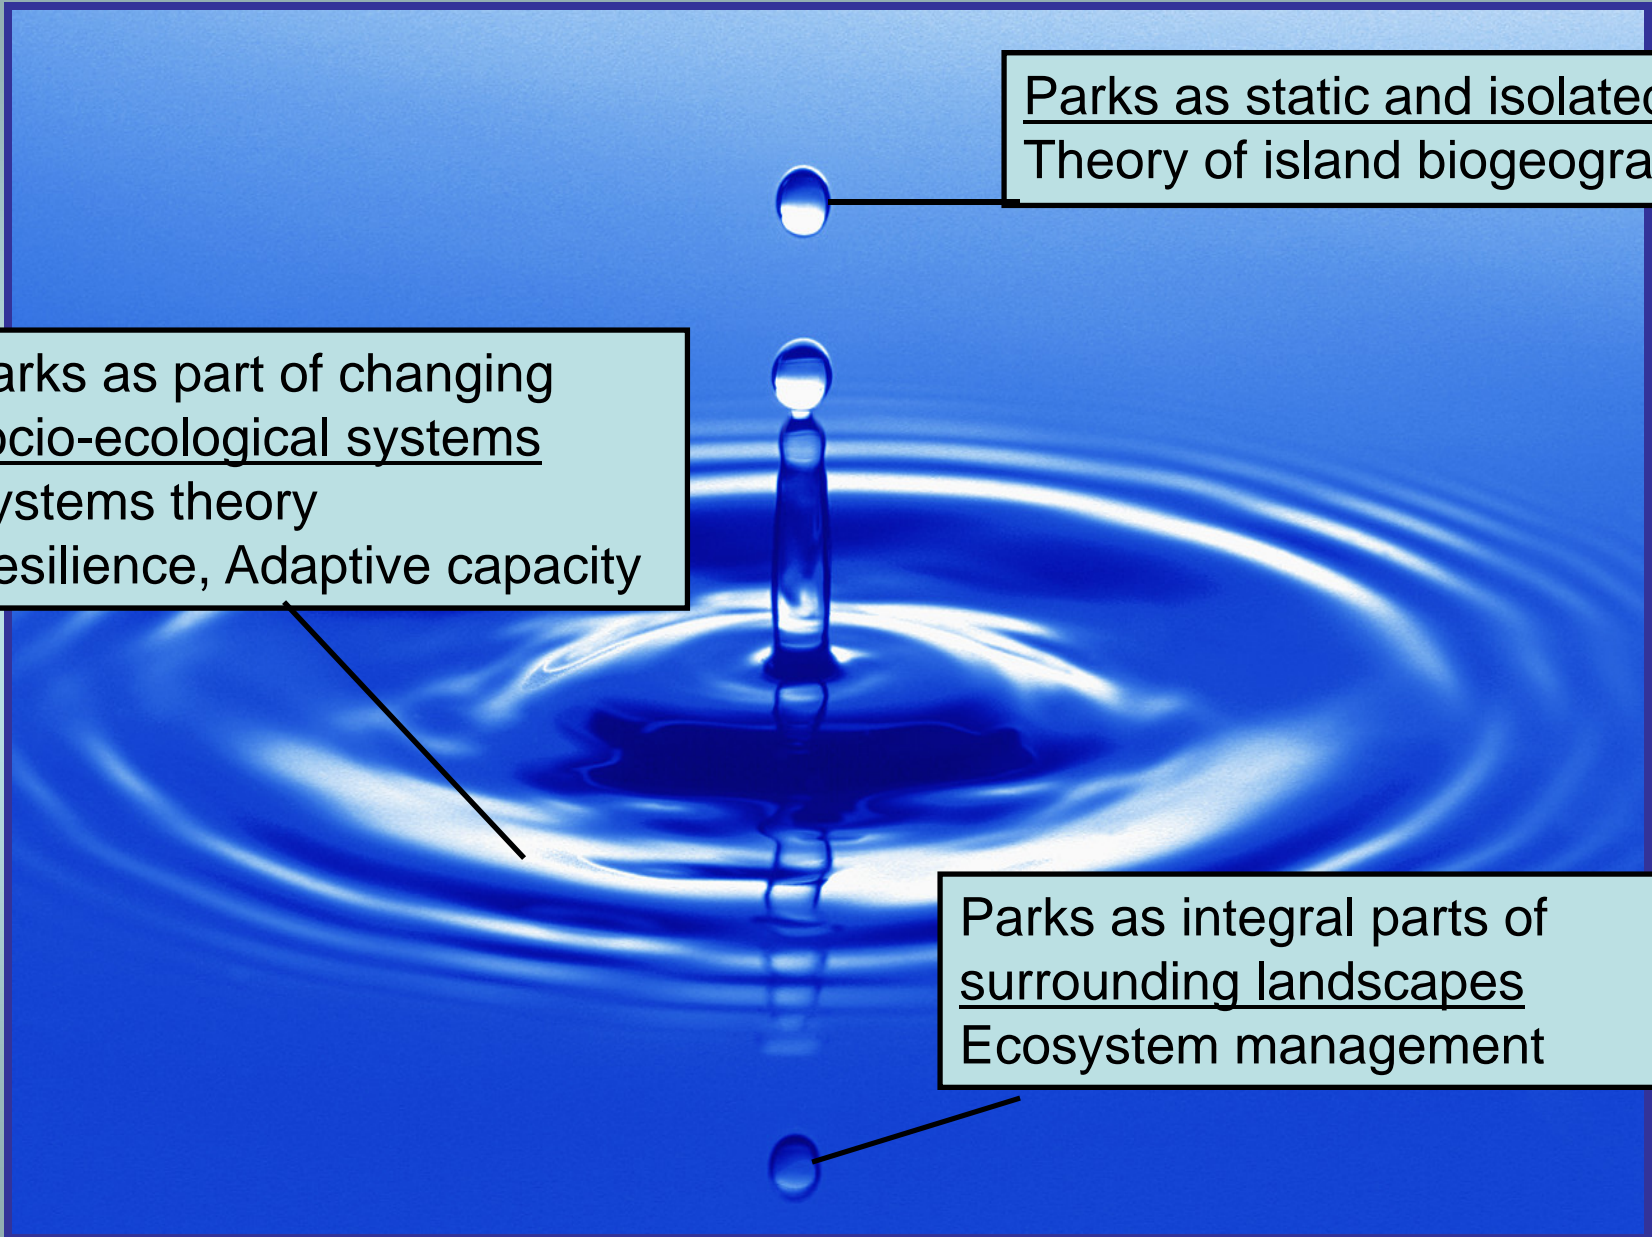 Parks as static and isolated
Theory of island biogeogra
arks as part of changing
ocio-ecological systems
ystems theory
esilience, Adaptive capacity
Parks as integral parts of
surrounding landscapes
Ecosystem management